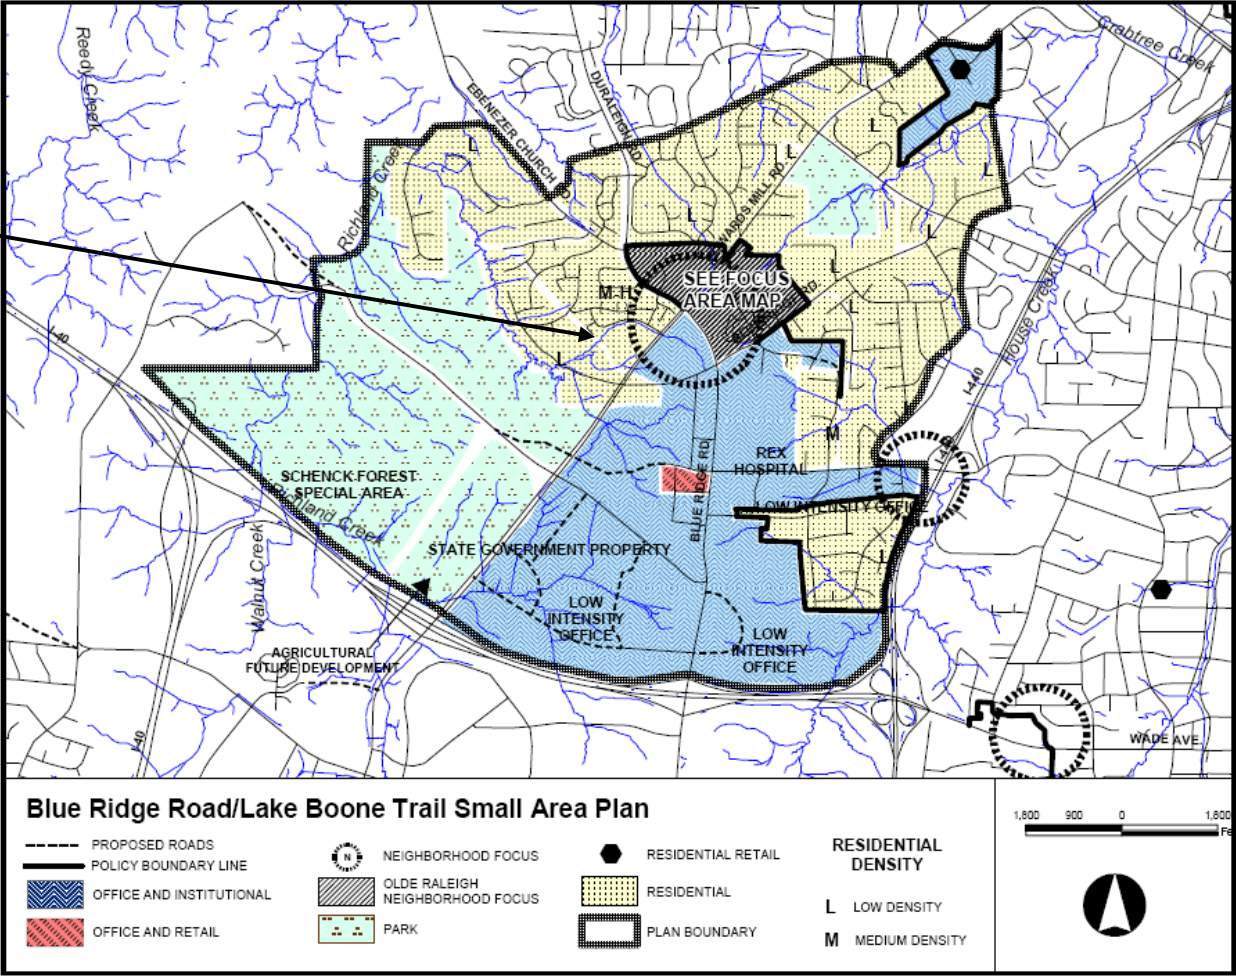 Crabtree Creek
Reedy Creek
DURALEIGH RD
EBENEZER CHURCH RD
L
L
L
L
Richland Creek
EDWARDS MILL RD
L
L
SEE FOCUS
AREA MAP
M-H
L
L
House Creek
I-40
L
I-440
M
REX
HOSPITAL
SCHENCK FOREST
SPECIAL AREA
Richland Creek
BLUE RIDGE RD
LOW INTENSITY OFFICE
Walnut Creek
STATE GOVERNMENT PROPERTY
L
LOW
INTENSITY
OFFICE
LOW
INTENSITY
OFFICE
AGRICULTURAL
FUTURE DEVELOPMENT
I-40
WADE AVE
Blue Ridge Road/Lake Boone Trail Small Area Plan
PROPOSED ROADS
POLICY BOUNDARY LINE
OFFICE AND INSTITUTIONAL
OFFICE AND RETAIL
N
NEIGHBORHOOD FOCUS
OLDE RALEIGH
NEIGHBORHOOD FOCUS
PARK
RESIDENTIAL RETAIL
RESIDENTIAL
PLAN BOUNDARY
RESIDENTIAL
DENSITY
L LOW DENSITY
M MEDIUM DENSITY
1,800 900 0 1,800
Fe